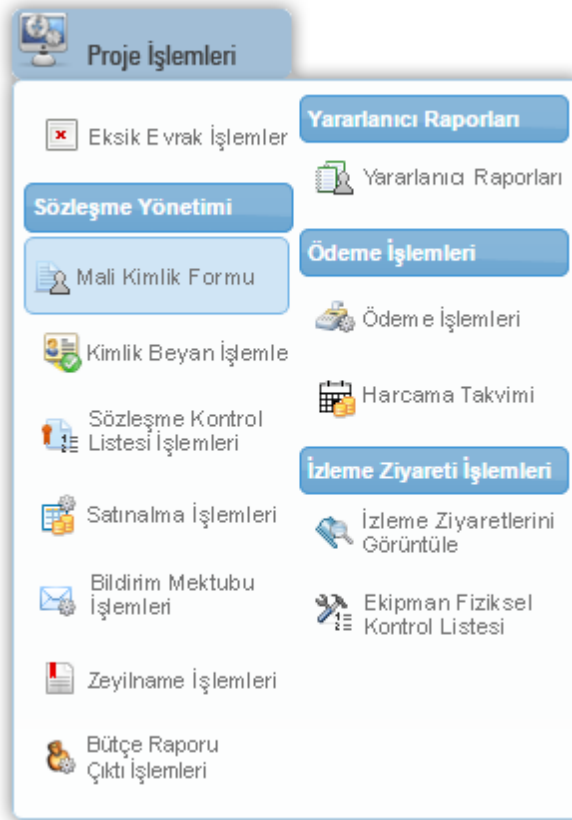 Proje İşlemleri
Eksik Evrak İşlemler
Sözleşme Yönetimi
Mali Kimlik Formu
Kimlik Beyan İşlemle
Sözleşme Kontrol
Listesi İşlemleri
Satınalma İşlemleri
Bildirim Mektubu
İşlemleri
Zeyilname İşlemleri
Bütçe Raporu
Çıktı İşlemleri
Yararlanıcı Raporları
Yararlanıcı Raporları
Ödeme İşlemleri
Ödeme İşlemleri
Harcama Takvimi
İzleme Ziyareti İşlemleri
İzleme Ziyaretlerini
Görüntüle
Ekipman Fiziksel
Kontrol Listesi